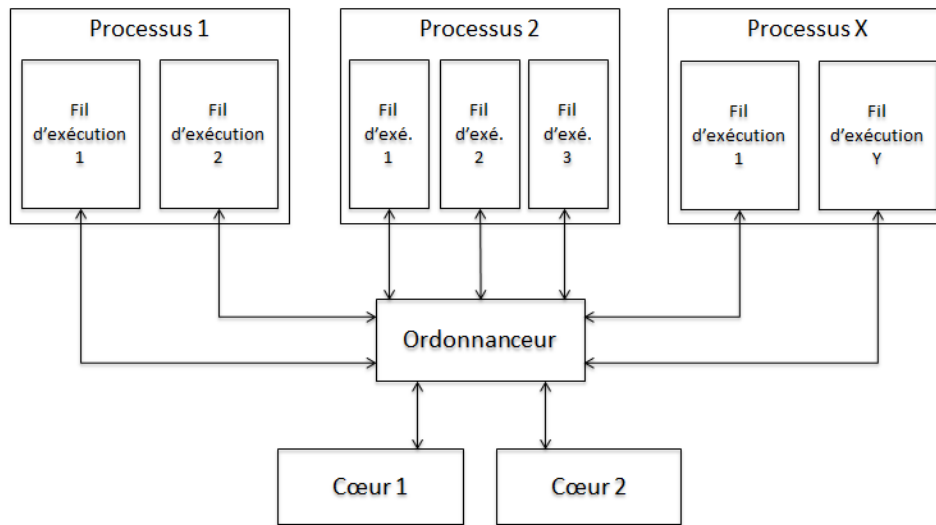 Processus 1
Fil
d'exécution
1
Fil
d'exécution
2
Processus 2
Fil
d'exé.
1
Fil
d'exé.
2
Fil
d'exé.
3
Processus X
Fil
d'exécution
1
Fil
d'exécution
Y
Ordonnanceur
Cœur 1
Cœur 2